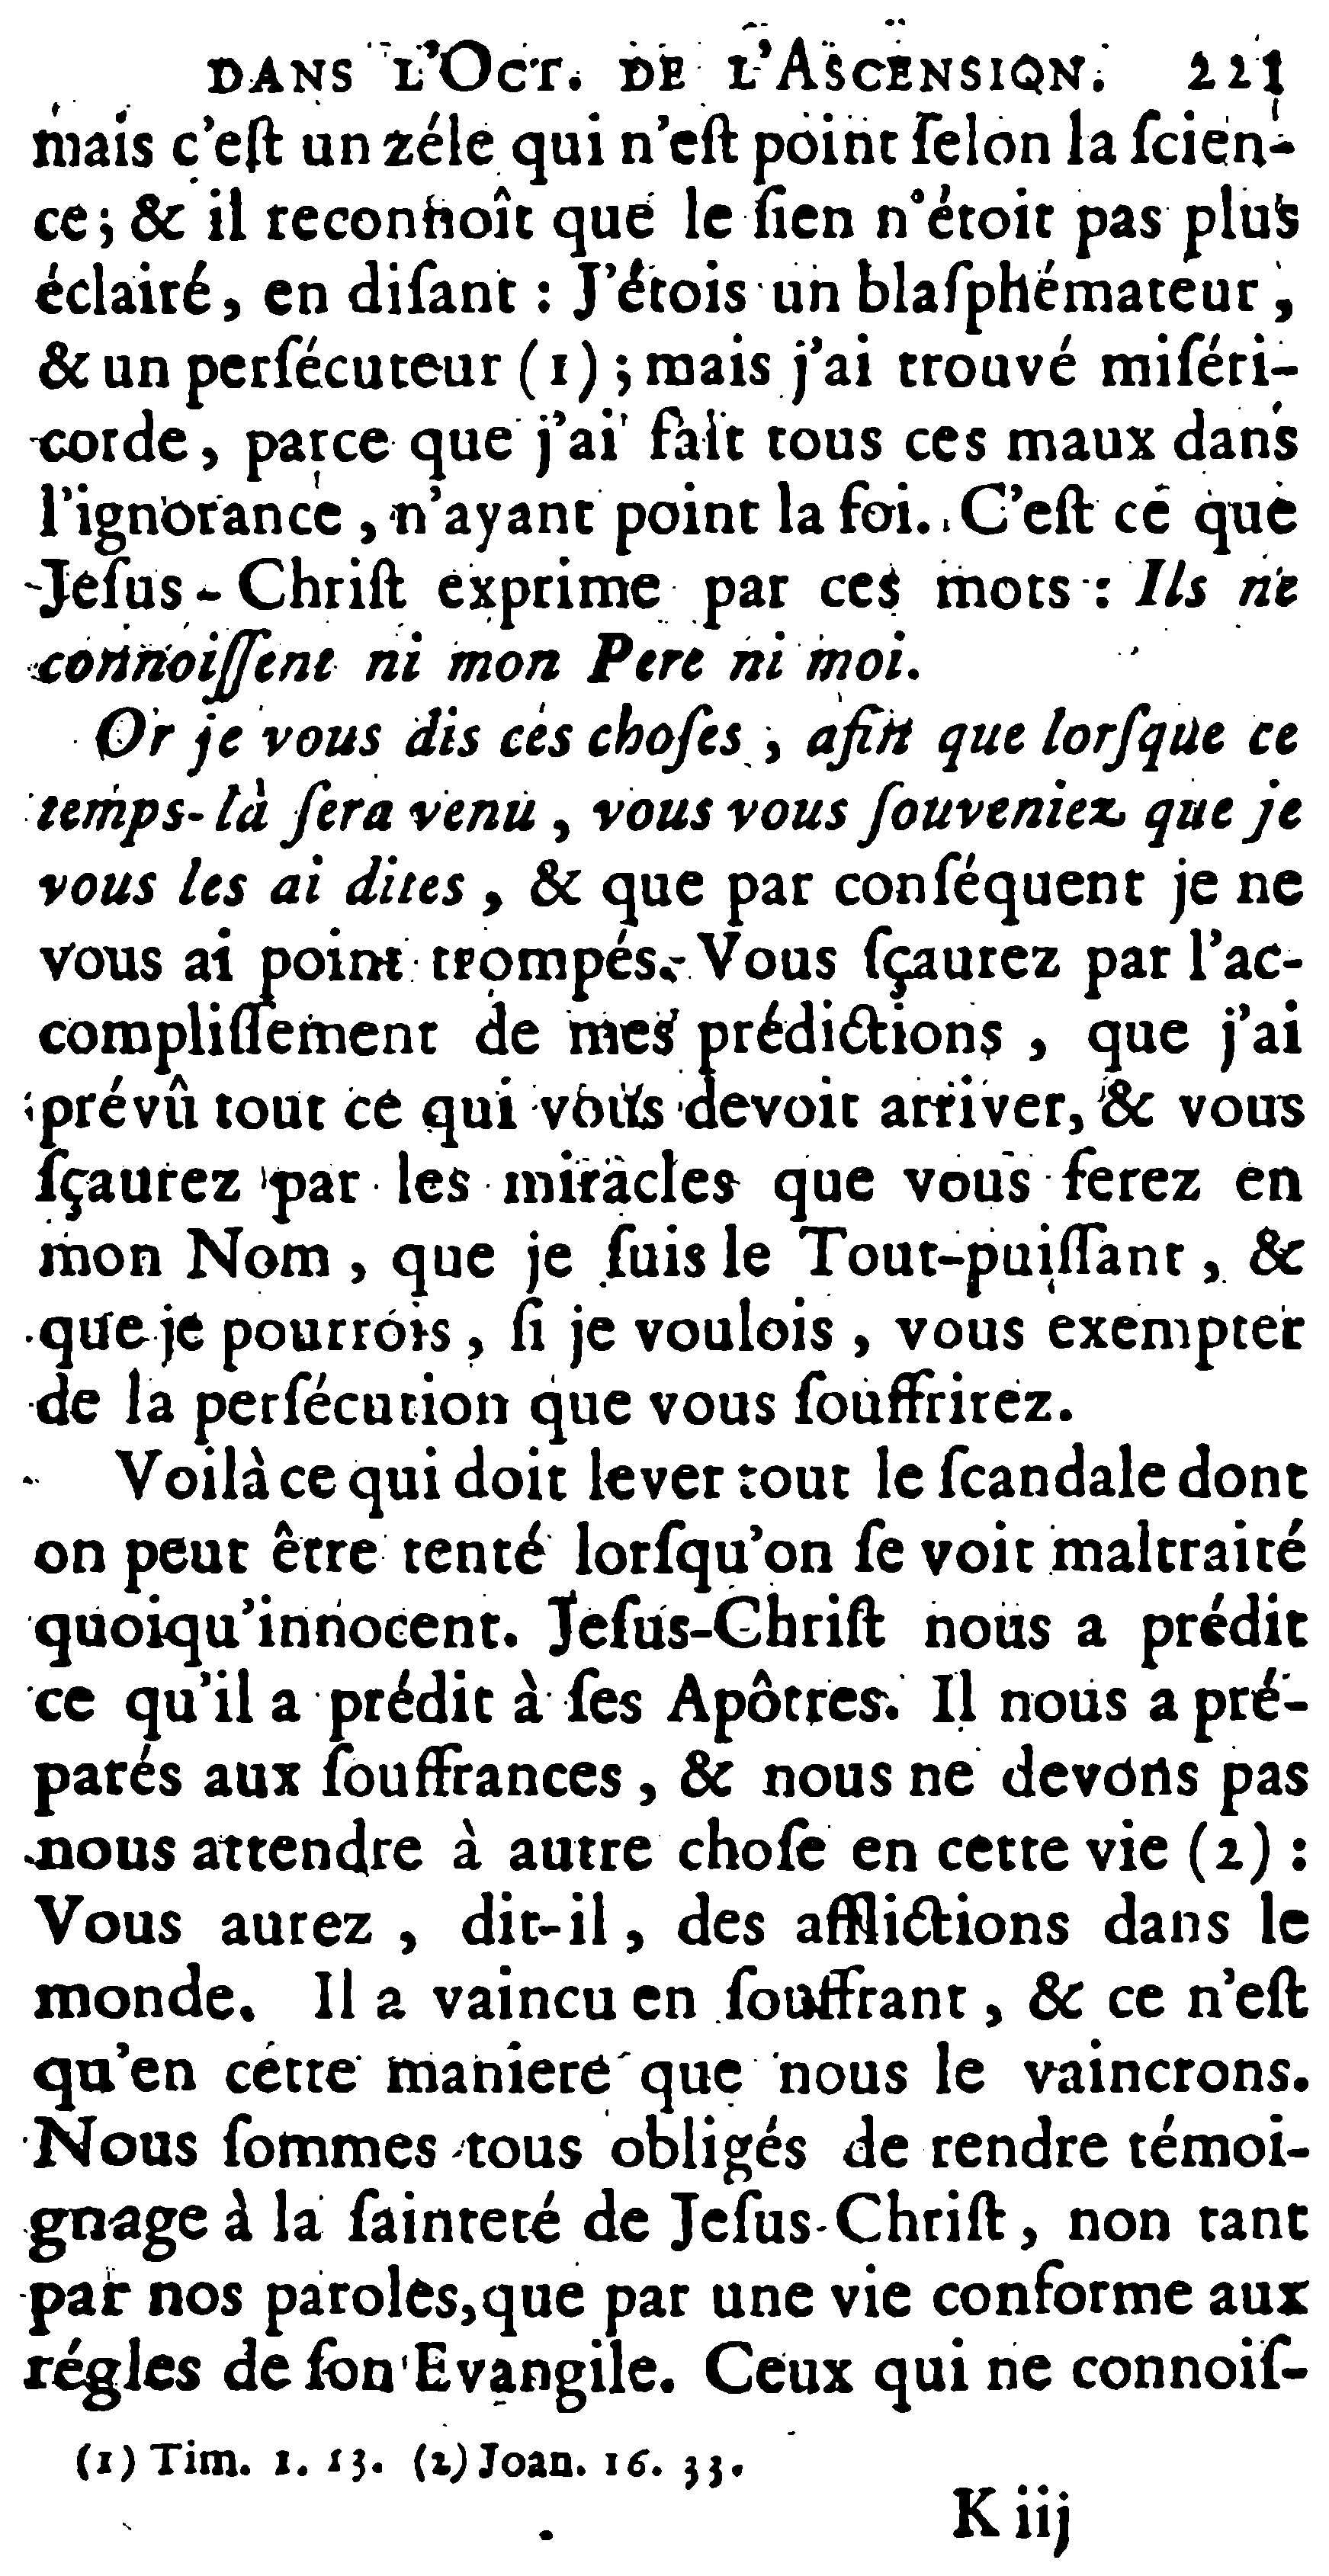 DANS L'OCT. DE L'ASCENSION. 221
mais c'eſt un zéle qui n'eſt point ſelon la ſcien-
ce; & il reconnoît que le ſien n'étoit pas plus
éclairé, en diſant : J'étois un blaſphémateur,
& un perſécuteur (1) ; mais j'ai trouvé miſéri-
corde, parce que j'ai fait tous ces maux dans
l'ignorance, n'ayant point la foi. C'eſt ce que
Jeſus-Chriſt exprime par ces mots : Ils ne
connoiſſent ni mon Pere ni moi.
Or je vous dis ces choſes, afin que lorſque ce
temps-là ſera venu, vous vous ſouveniez que je
vous les ai dites, & que par conſéquent je ne
vous ai point trompés. Vous ſçaurez par l'ac-
compliſſement de mes prédictions, que j'ai
prévû tout ce qui vous devoit arriver, & vous
ſçaurez par les miracles que vous ferez en
mon Nom, que je ſuis le Tout-puiſſant, &
que je pourrois, ſi je voulois, vous exempter
de la perſécution que vous ſouffrirez.
Voilà ce qui doit lever tout le ſcandale dont
on peut être tenté lorſqu'on ſe voit maltraité
quoiqu'innocent. Jeſus-Chriſt nous a prédit
ce qu'il a prédit à ſes Apôtres. Il nous a pré-
parés aux ſouffrances, & nous ne devons pas
nous attendre à autre choſe en cette vie (2) :
Vous aurez, dit-il, des afflictions dans le
monde. Il a vaincu en ſouffrant, & ce n'eſt
qu'en cette maniere que nous le vaincrons.
Nous ſommes tous obligés de rendre témoi-
gnage à la ſainteté de Jeſus-Chriſt, non tant
par nos paroles, que par une vie conforme aux
régles de ſon Evangile. Ceux qui ne connoiſ-
(1) Tim. 1. 13. (2) Joan. 16. 33.
K iij